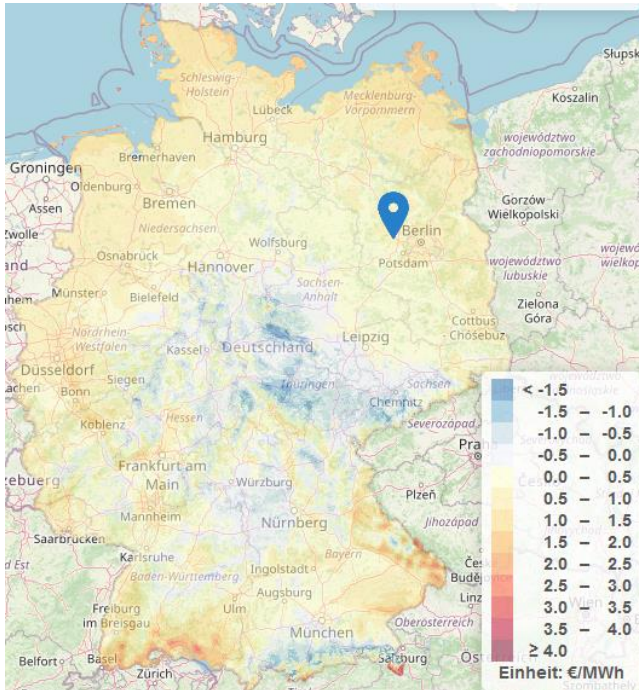 Schleswig-
Holstein
Lübeck
Mecklenburg-
Vorpommern
Słupsk
Koszalin
Hamburg
województwo
zachodniopomorskie
Bremerhaven
Groningen
Oldenburg
Assen
Bremen
Gorzów
Wielkopolski
Zwolle
Niedersachsen
Wolfsburg
Berlin
Potsdam
województwo
lubuskie
Osnabrück
Hannover
Sachsen-
Anhalt
Münster
Bielefeld
Zielona
Góra
Cottbus
Chóśebuz
Nordrhein-
Westfalen
Kassel
Deutschland
Leipzig
Düsseldorf
Siegen
Bonn
Thüringen
Sachsen
Chemnitz
Hessen
Koblenz
Severozápad
Praha
Frankfurt am
Main
Würzburg
Plzeň
Mannheim
Nürnberg
Jihozápad
Saarbrücken
Karlsruhe
Bayern
Baden-Württemberg
Ingolstadt
České
Budějovice
Linz
Augsburg
Ulm
Freiburg
im Breisgau
München
Oberösterreich
Belfort
Basel
Zürich
Salzburg
Österreich
Wien
< -1.5
-1.5 – -1.0
-1.0 – -0.5
-0.5 – 0.0
0.0 – 0.5
0.5 – 1.0
1.0 – 1.5
1.5 – 2.0
2.0 – 2.5
2.5 – 3.0
3.0 – 3.5
3.5 – 4.0
≥ 4.0
Einheit: €/MWh